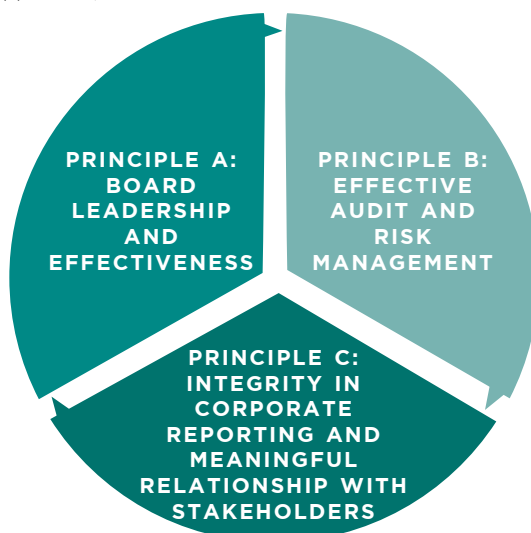 PRINCIPLE A:
BOARD
LEADERSHIP
AND
EFFECTIVENESS
PRINCIPLE B:
EFFECTIVE
AUDIT AND
RISK
MANAGEMENT
PRINCIPLE C:
INTEGRITY IN
CORPORATE
REPORTING AND
MEANINGFUL
RELATIONSHIP WITH
STAKEHOLDERS